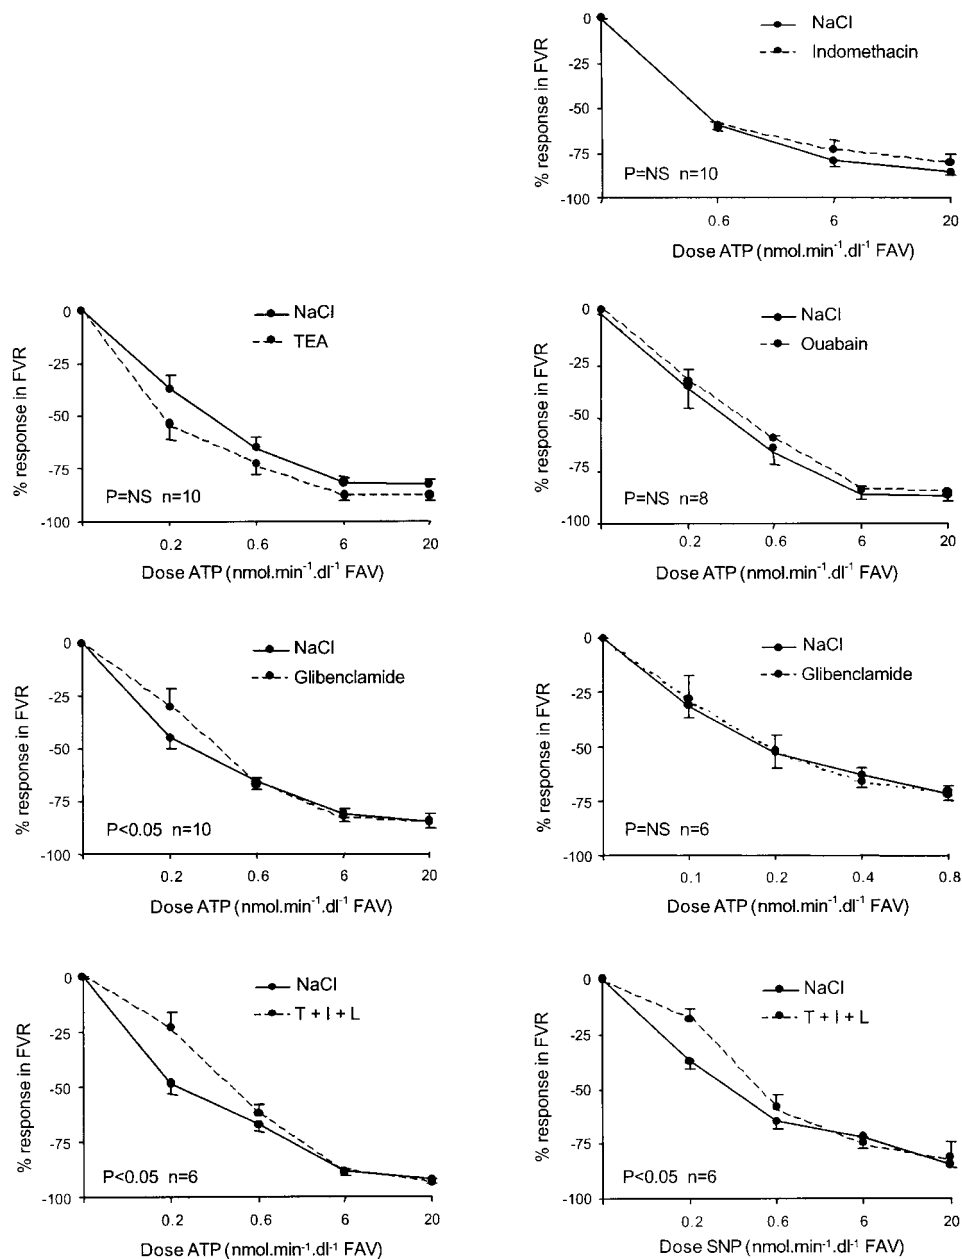 % response in FVR
0
-25
-50
-75
-100
NaCl
Indomethacin
P=NS n=10
0.6 6 20
Dose ATP (nmol.min⁻¹.dl⁻¹ FAV)
% response in FVR
0
-25
-50
-75
-100
NaCl
TEA
P=NS n=10
0.2 0.6 6 20
Dose ATP (nmol.min⁻¹.dl⁻¹ FAV)
% response in FVR
0
-25
-50
-75
-100
NaCl
Ouabain
P=NS n=8
0.2 0.6 6 20
Dose ATP (nmol.min⁻¹.dl⁻¹ FAV)
% response in FVR
0
-25
-50
-75
-100
NaCl
Glibenclamide
P<0.05 n=10
0.2 0.6 6 20
Dose ATP (nmol.min⁻¹.dl⁻¹ FAV)
% response in FVR
0
-25
-50
-75
-100
NaCl
Glibenclamide
P=NS n=6
0.1 0.2 0.4 0.8
Dose ATP (nmol.min⁻¹.dl⁻¹ FAV)
% response in FVR
0
-25
-50
-75
-100
NaCl
T + I + L
P<0.05 n=6
0.2 0.6 6 20
Dose ATP (nmol.min⁻¹.dl⁻¹ FAV)
% response in FVR
0
-25
-50
-75
-100
NaCl
T + I + L
P<0.05 n=6
0.2 0.6 6 20
Dose SNP (nmol.min⁻¹.dl⁻¹ FAV)